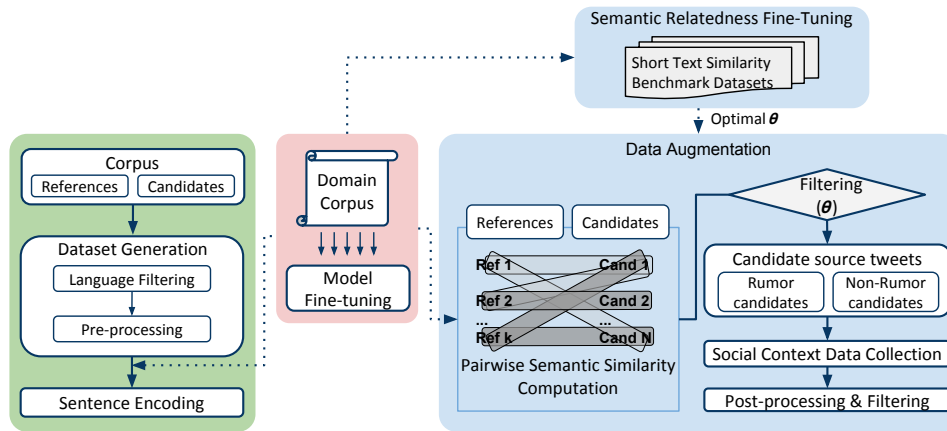 Semantic Relatedness Fine-Tuning
Short Text Similarity
Benchmark Datasets
Optimal θ
Corpus
References
Candidates
Dataset Generation
Language Filtering
Pre-processing
Sentence Encoding
Domain
Corpus
Model
Fine-tuning
Data Augmentation
References
Candidates
Ref 1
Cand 1
Ref 2
Cand 2
...
...
Ref k
Cand N
Pairwise Semantic Similarity
Computation
Filtering
(θ)
Candidate source tweets
Rumor
candidates
Non-Rumor
candidates
Social Context Data Collection
Post-processing & Filtering